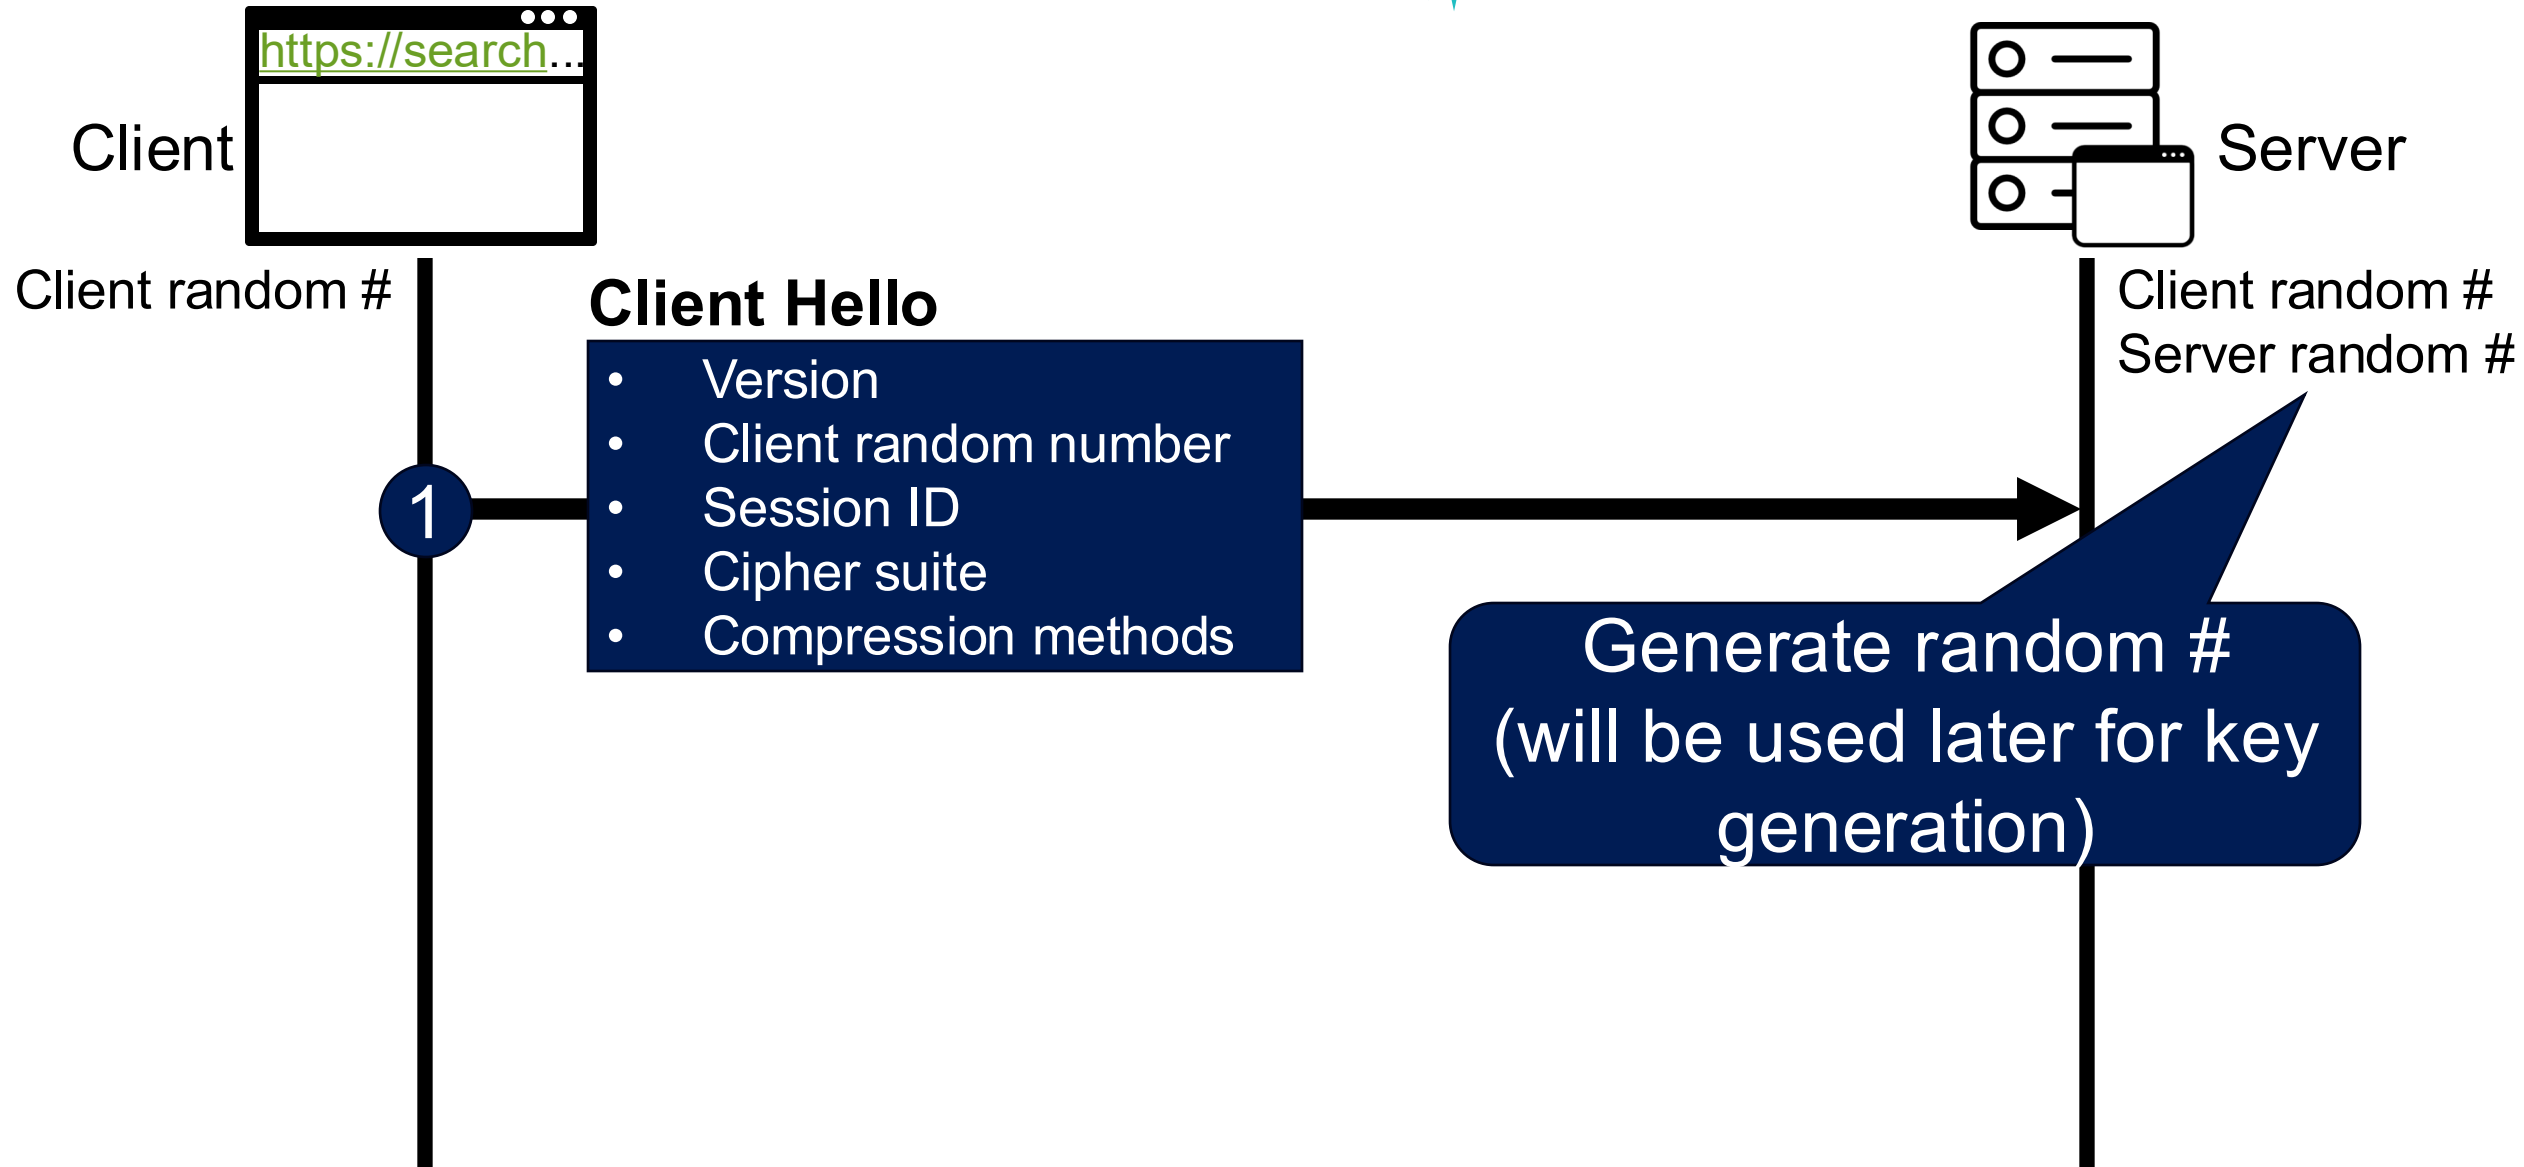 https://search...
Client
Server
Client random #
Client random #
Server random #
Client Hello
• Version
• Client random number
• Session ID
• Cipher suite
• Compression methods
1
Generate random #
(will be used later for key
generation)